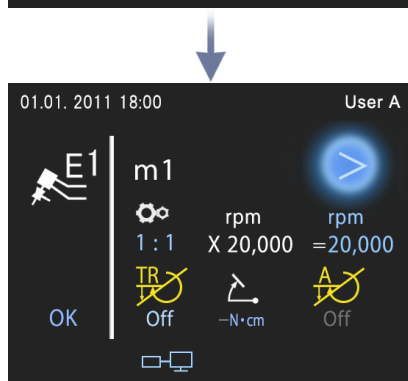 01.01. 2011 18:00 User A
E1
m1
>
rpm rpm
1 : 1 X 20,000 =20,000
TR A
OK Off –N·cm Off